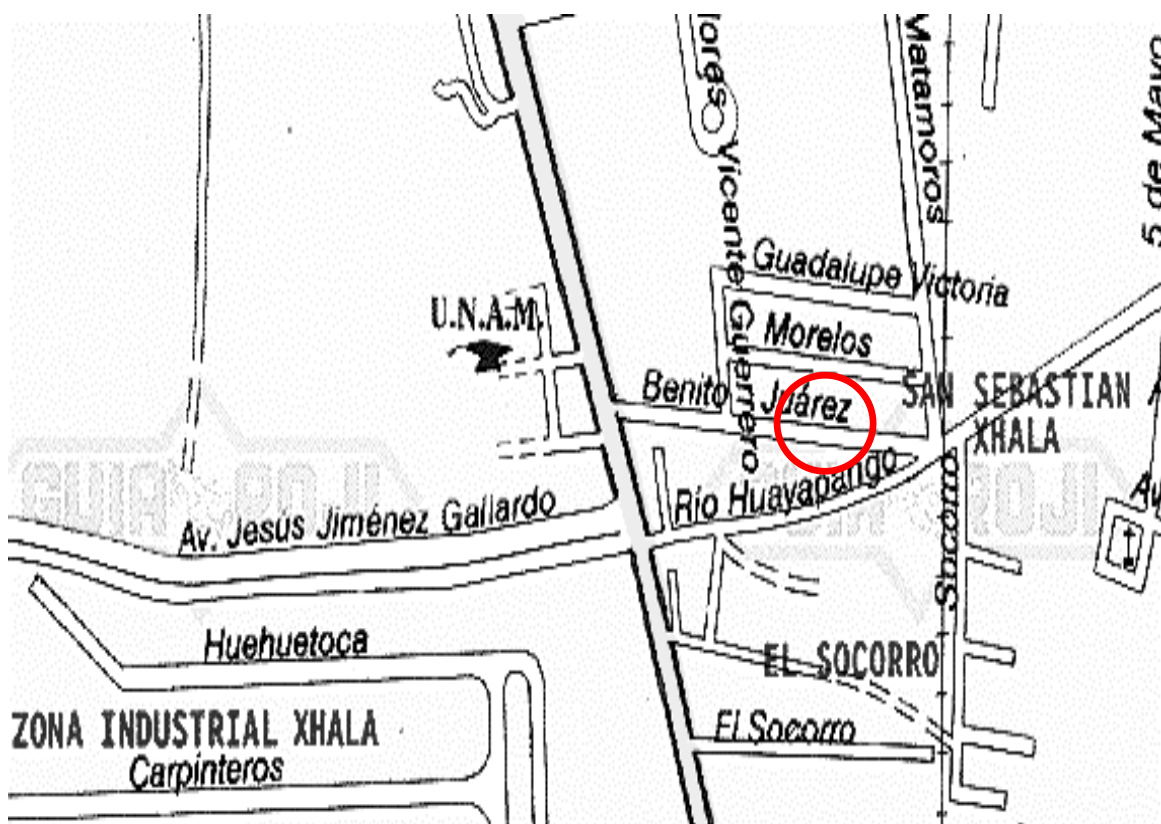 Flores
Matamoros
5 de Mayo
Vicente Guerrero
Guadalupe Victoria
U.N.A.M.
Morelos
Benito Juárez
SAN SEBASTIAN
XHALA
Río Huayapango
Av. Jesús Jiménez Gallardo
Socorro
Huehuetoca
EL SOCORRO
ZONA INDUSTRIAL XHALA
El Socorro
Carpinteros